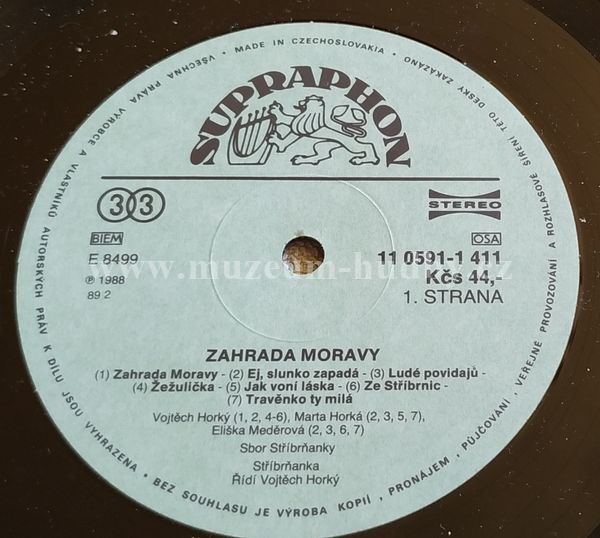 BEZ SOUHLASU JE VÝROBA KOPIÍ, PRONÁJEM, PŮJČOVÁNÍ, VEŘEJNÉ PROVOZOVÁNÍ A ROZHLASOVÉ ŠÍŘENÍ TÉTO DESKY ZAKÁZÁNO • MADE IN CZECHOSLOVAKIA • VŠECHNA PRÁVA VÝROBCE A VLASTNÍKŮ AUTORSKÝCH PRÁV K DÍLU JSOU VYHRAZENA •
SUPRAPHON
33
STEREO
BIEM
OSA
E 8499
11 0591-1 411
www.muzeum-hudby.cz
Kčs 44,-
℗ 1988
89 2
1. STRANA
ZAHRADA MORAVY
(1) Zahrada Moravy - (2) Ej, slunko zapadá - (3) Ludé povidajů -
(4) Žežulička - (5) Jak voní láska - (6) Ze Stříbrnic -
(7) Travěnko ty milá
Vojtěch Horký (1, 2, 4-6), Marta Horká (2, 3, 5, 7),
Eliška Meděrová (2, 3, 6, 7)
Sbor Stříbrňanky
Stříbrňanka
Řídí Vojtěch Horký